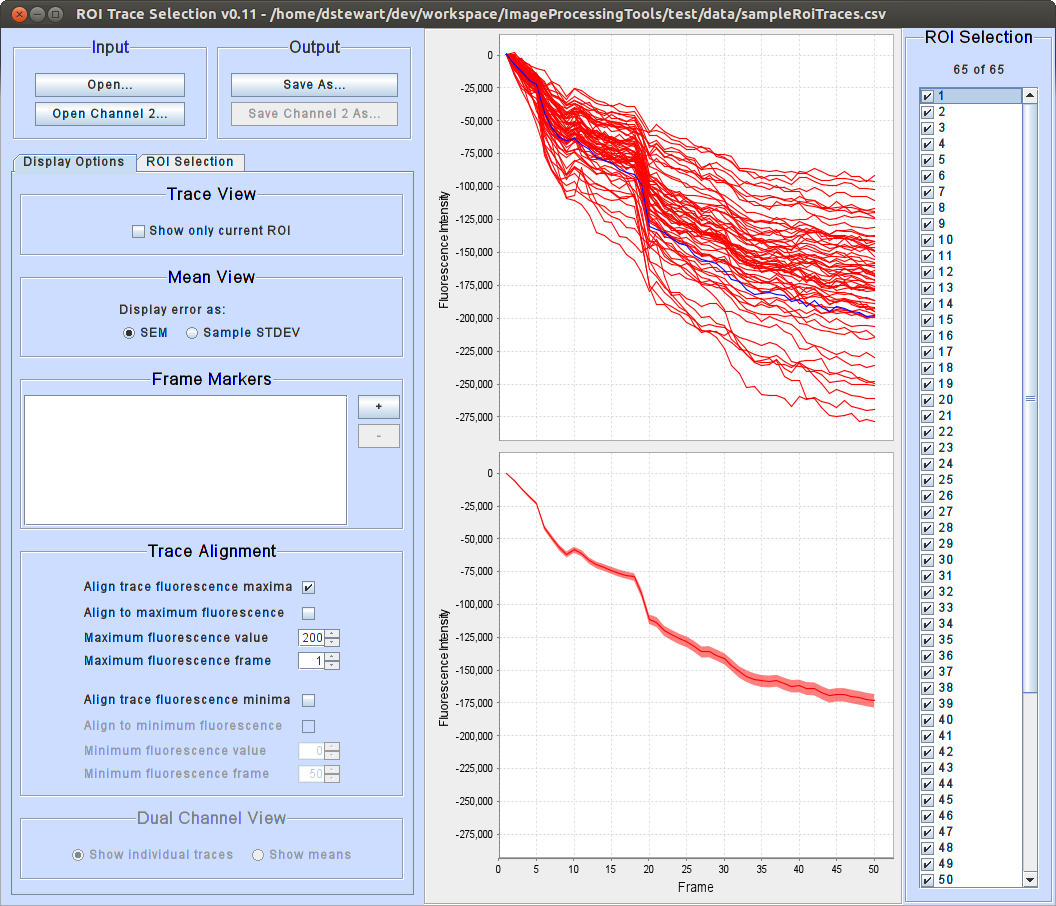 ROI Trace Selection v0.11 - /home/dstewart/dev/workspace/ImageProcessingTools/test/data/sampleRoiTraces.csv
Input
Open...
Open Channel 2...
Output
Save As...
Save Channel 2 As...
Display Options
ROI Selection
Trace View
Show only current ROI
Mean View
Display error as:
SEM
Sample STDEV
Frame Markers
+
-
Trace Alignment
Align trace fluorescence maxima
Align to maximum fluorescence
Maximum fluorescence value
200
Maximum fluorescence frame
1
Align trace fluorescence minima
Align to minimum fluorescence
Minimum fluorescence value
0
Minimum fluorescence frame
50
Dual Channel View
Show individual traces
Show means
Fluorescence Intensity
0
-25,000
-50,000
-75,000
-100,000
-125,000
-150,000
-175,000
-200,000
-225,000
-250,000
-275,000
Fluorescence Intensity
0
-25,000
-50,000
-75,000
-100,000
-125,000
-150,000
-175,000
-200,000
-225,000
-250,000
-275,000
0 5 10 15 20 25 30 35 40 45 50
Frame
ROI Selection
65 of 65
1
2
3
4
5
6
7
8
9
10
11
12
13
14
15
16
17
18
19
20
21
22
23
24
25
26
27
28
29
30
31
32
33
34
35
36
37
38
39
40
41
42
43
44
45
46
47
48
49
50